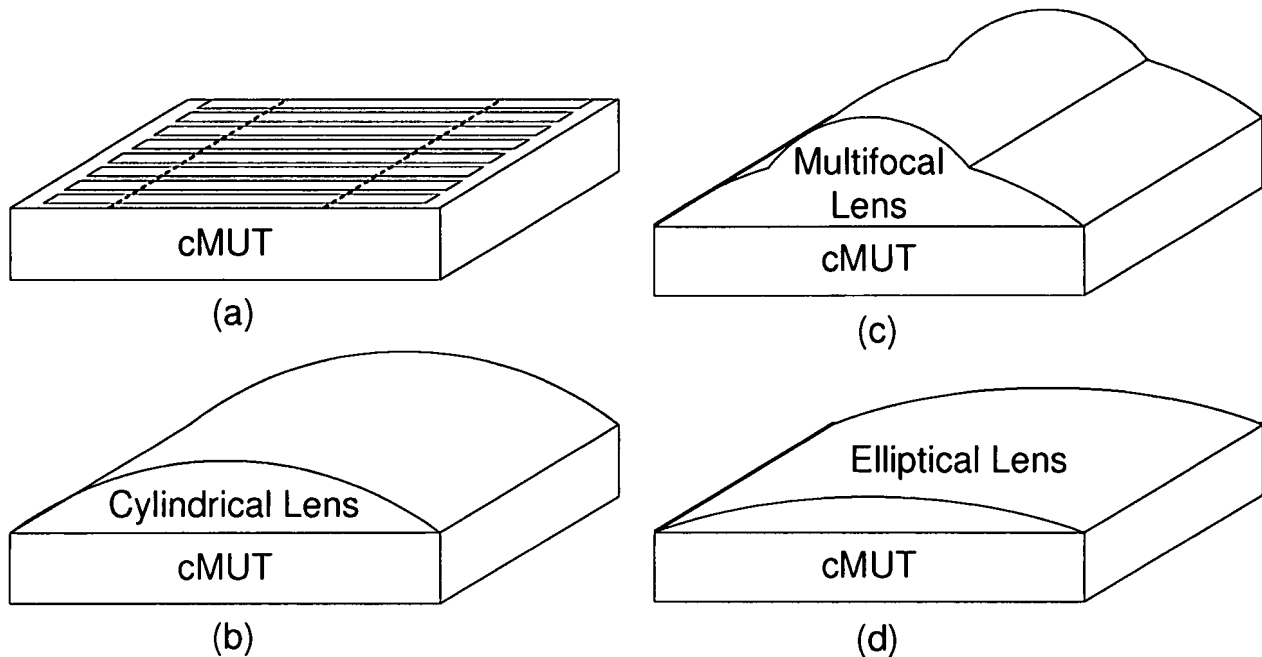 cMUT
(a)
Cylindrical Lens
cMUT
(b)
Multifocal
Lens
cMUT
(c)
Elliptical Lens
cMUT
(d)